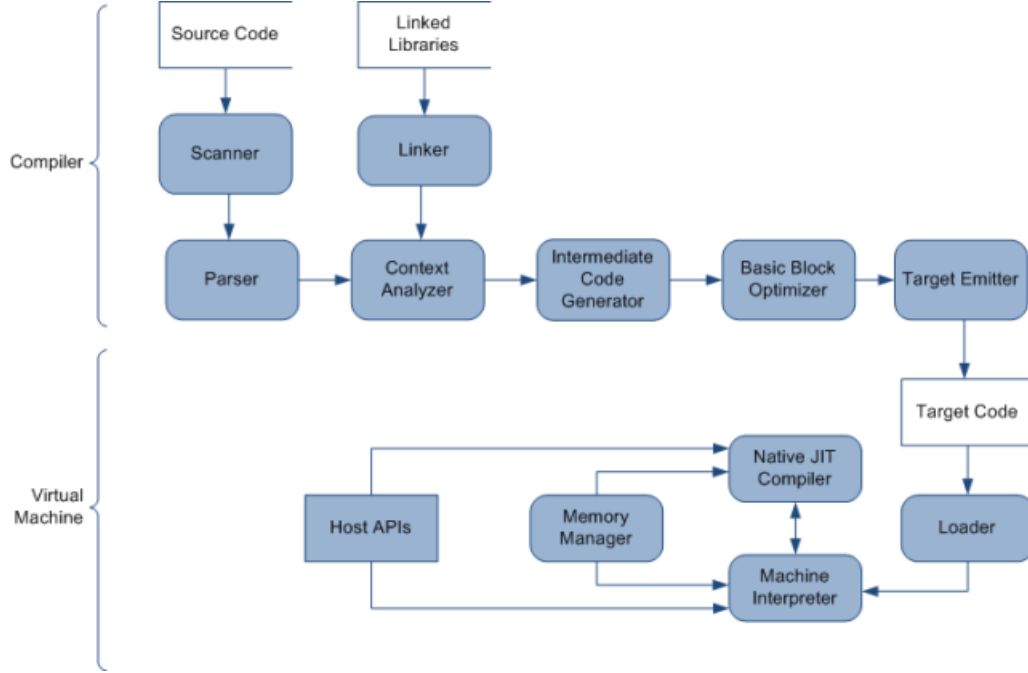 Source Code
Linked
Libraries
Compiler
Scanner
Linker
Parser
Context
Analyzer
Intermediate
Code
Generator
Basic Block
Optimizer
Target Emitter
Target Code
Virtual
Machine
Host APIs
Memory
Manager
Native JIT
Compiler
Loader
Machine
Interpreter